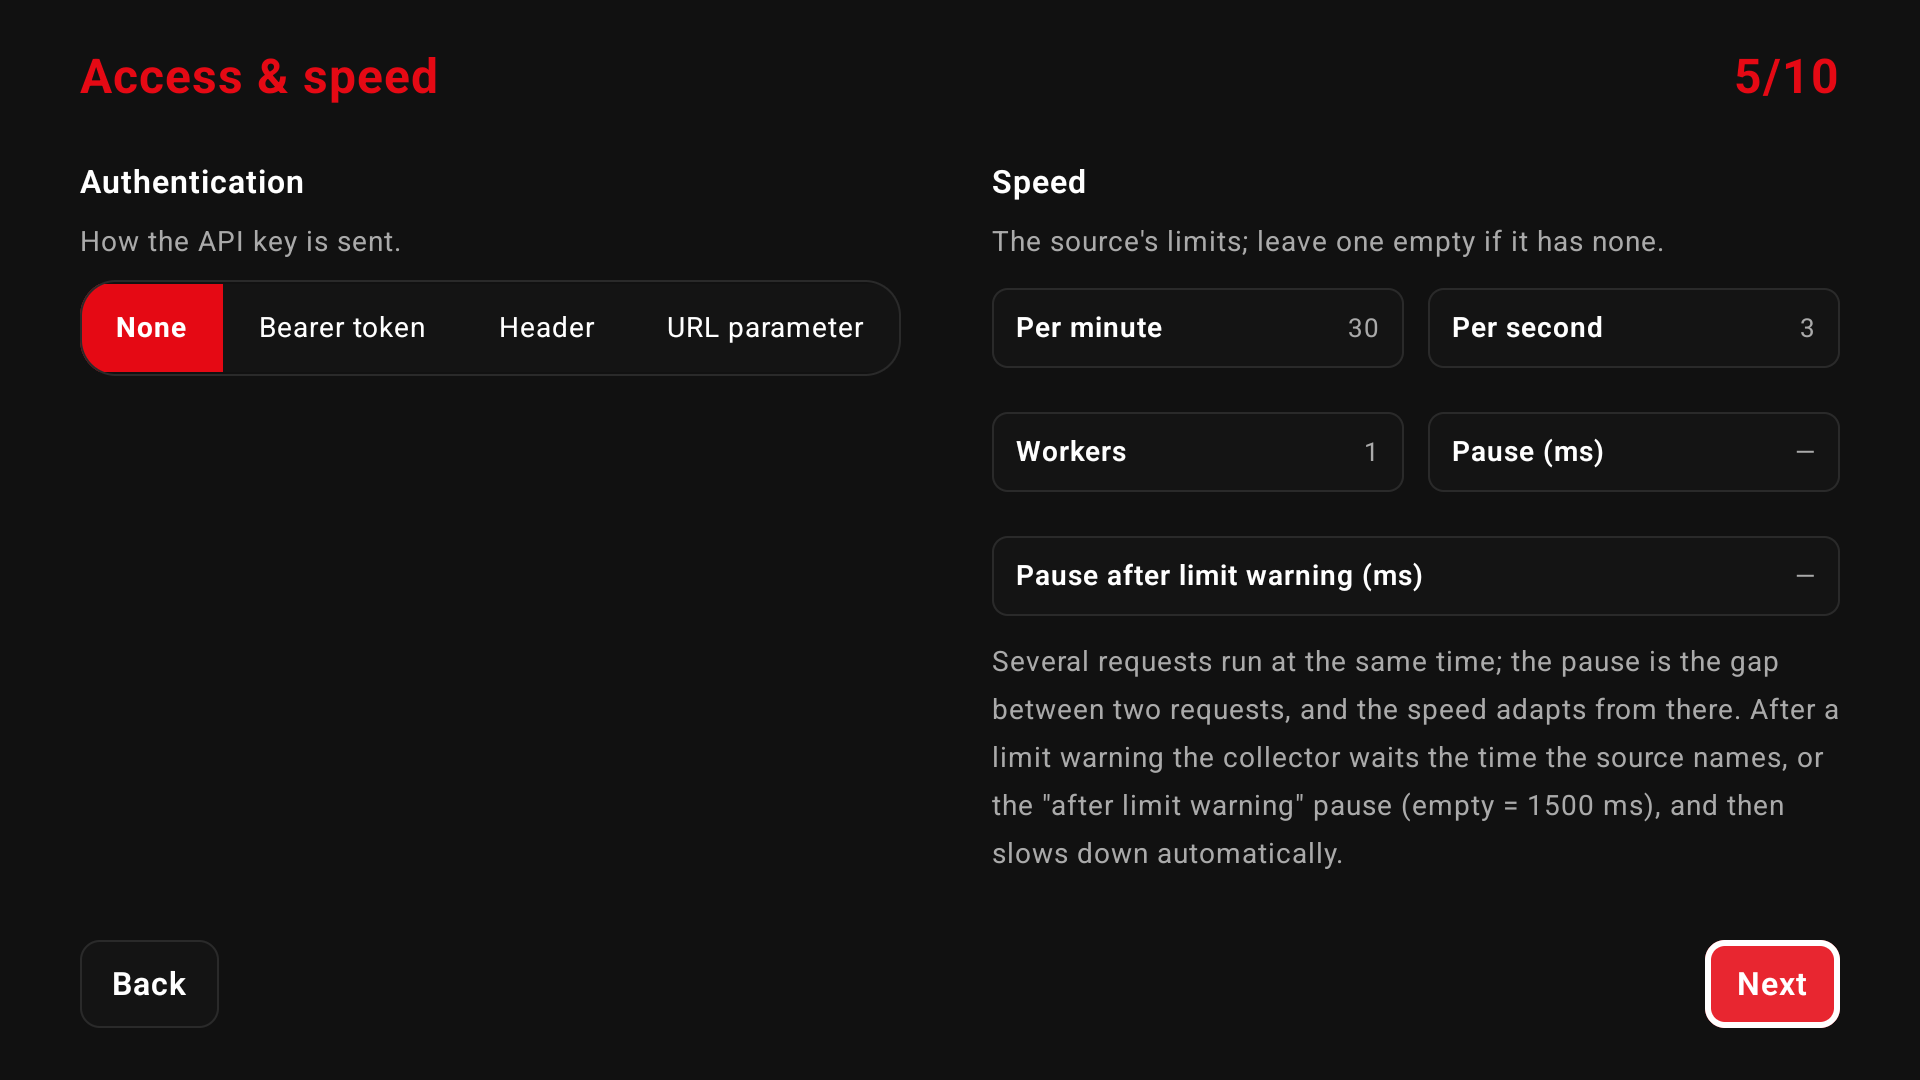 Access & speed
5/10
Authentication
How the API key is sent.
None
Bearer token
Header
URL parameter
Speed
The source's limits; leave one empty if it has none.
Per minute
30
Per second
3
Workers
1
Pause (ms)
—
Pause after limit warning (ms)
—
Several requests run at the same time; the pause is the gap
between two requests, and the speed adapts from there. After a
limit warning the collector waits the time the source names, or
the "after limit warning" pause (empty = 1500 ms), and then
slows down automatically.
Back
Next